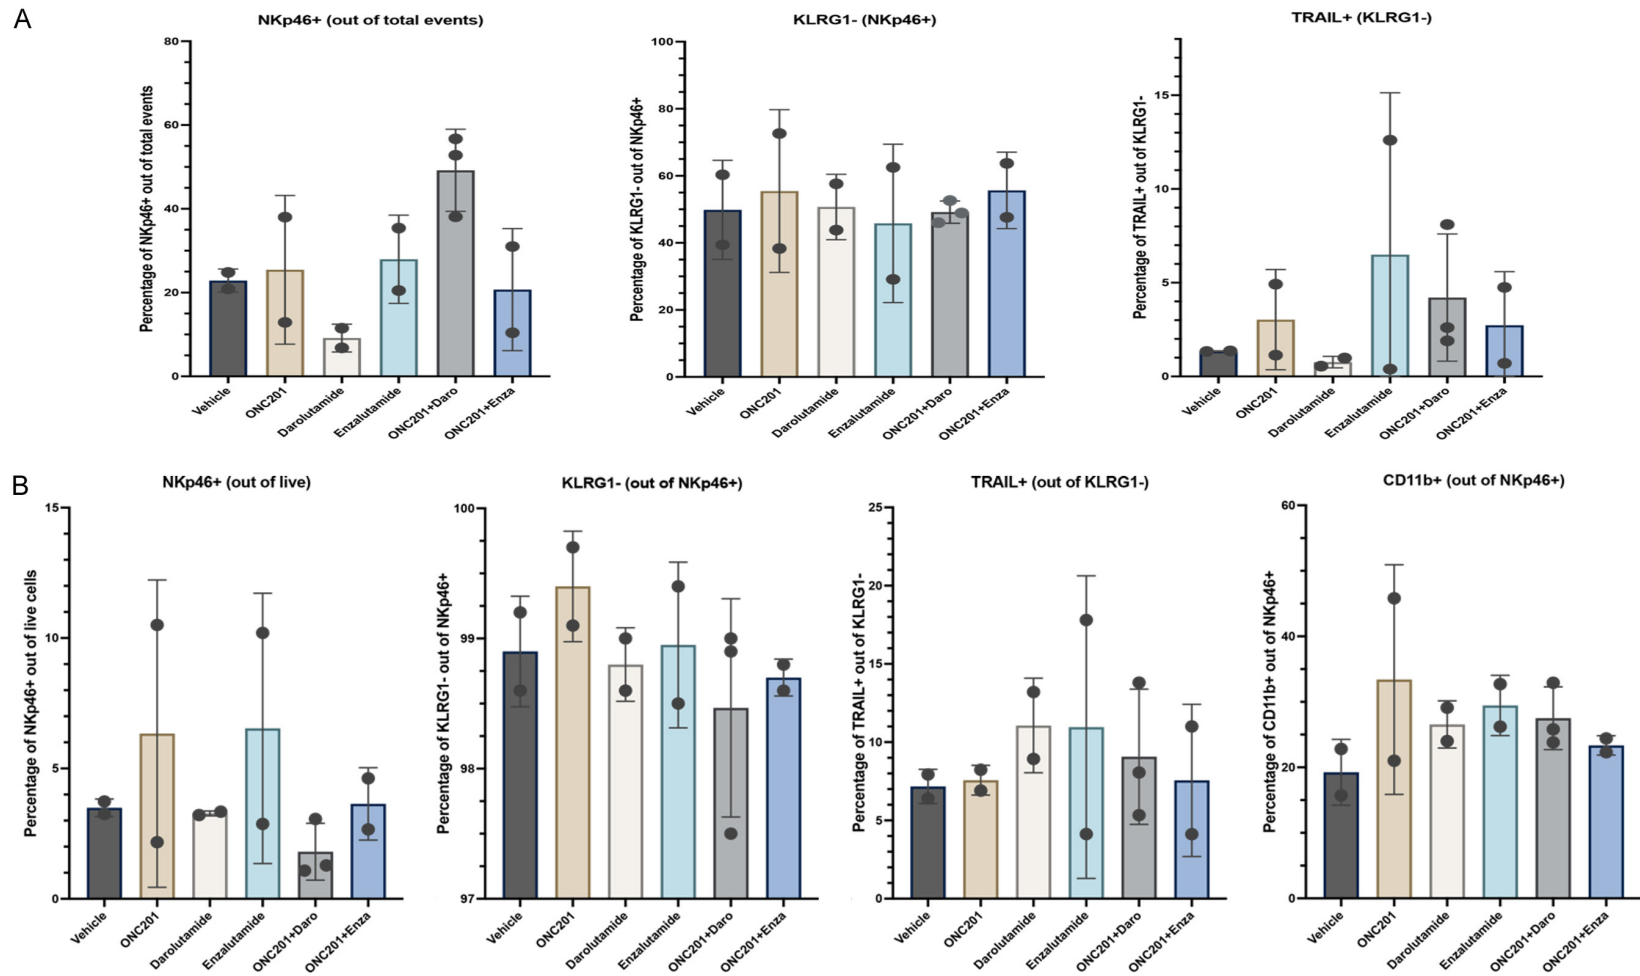 A
NKp46+ (out of total events)
KLRG1- (NKp46+)
TRAIL+ (KLRG1-)
Percentage of NKp46+ out of total events
80
60
40
20
0
Vehicle
ONC201
Darolutamide
Enzalutamide
ONC201+Daro
ONC201+Enza
Percentage of KLRG1- out of NKp46+
100
80
60
40
20
0
Vehicle
ONC201
Darolutamide
Enzalutamide
ONC201+Daro
ONC201+Enza
Percentage of TRAIL+ out of KLRG1-
15
10
5
0
Vehicle
ONC201
Darolutamide
Enzalutamide
ONC201+Daro
ONC201+Enza
B
NKp46+ (out of live)
KLRG1- (out of NKp46+)
TRAIL+ (out of KLRG1-)
CD11b+ (out of NKp46+)
Percentage of NKp46+ out of live cells
15
10
5
0
Vehicle
ONC201
Darolutamide
Enzalutamide
ONC201+Daro
ONC201+Enza
Percentage of KLRG1- out of NKp46+
100
99
98
97
Vehicle
ONC201
Darolutamide
Enzalutamide
ONC201+Daro
ONC201+Enza
Percentage of TRAIL+ out of KLRG1-
25
20
15
10
5
0
Vehicle
ONC201
Darolutamide
Enzalutamide
ONC201+Daro
ONC201+Enza
Percentage of CD11b+ out of NKp46+
60
40
20
0
Vehicle
ONC201
Darolutamide
Enzalutamide
ONC201+Daro
ONC201+Enza